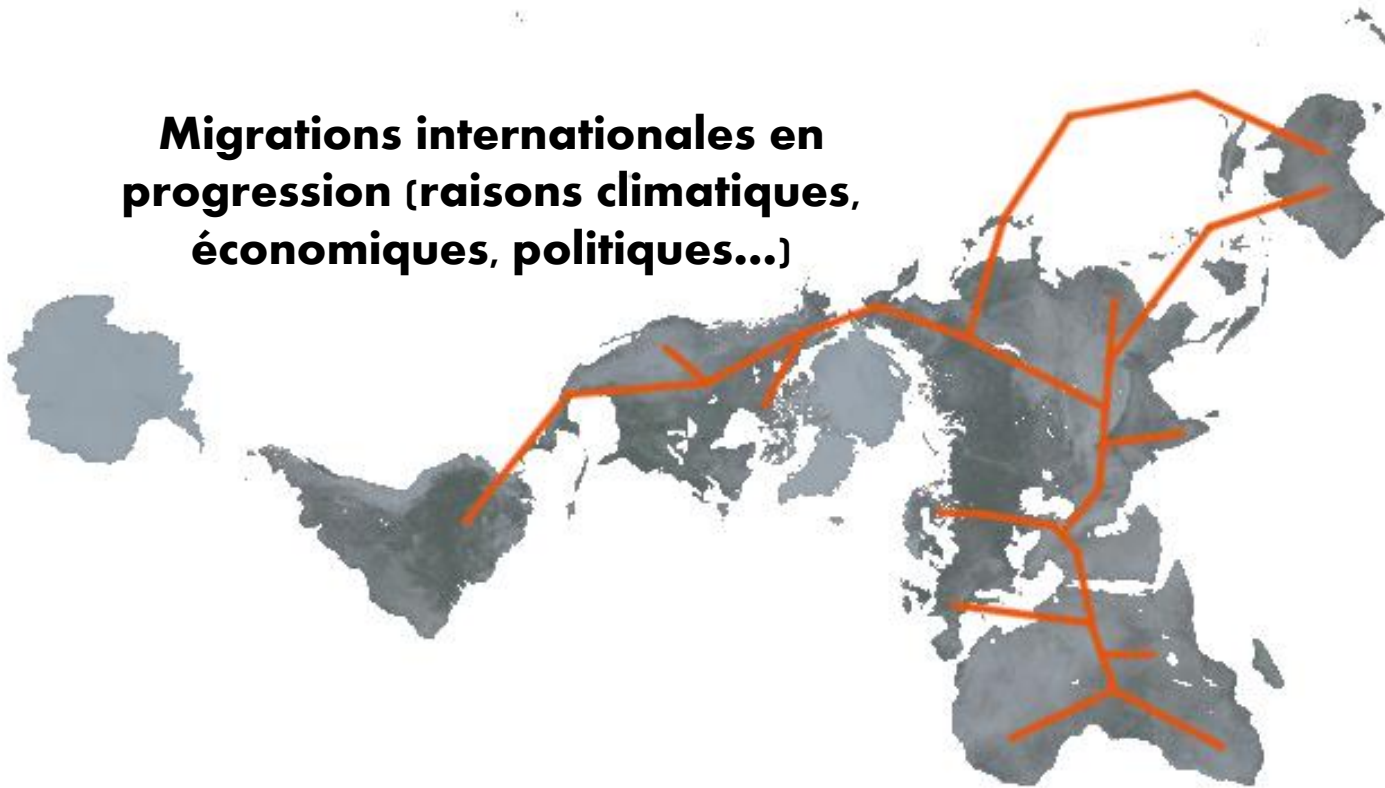 Migrations internationales en
progression (raisons climatiques,
économiques, politiques...)